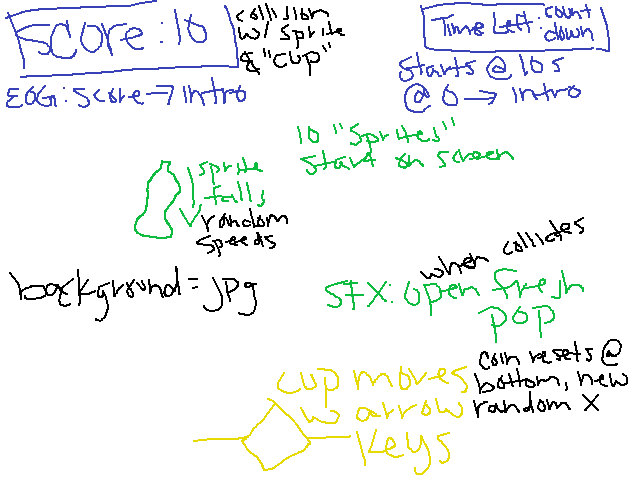 Score: 10
collision
w/ sprite
& "cup"
Time Left: count
down
EOG: Score → intro
Starts @ 10s
@ 0 → intro
10 "Sprites"
start on screen
sprite
falls
random
speeds
background = jpg
when collides
SFX: open fresh
pop
cup moves
w arrow
keys
coin resets @
bottom, new
random X